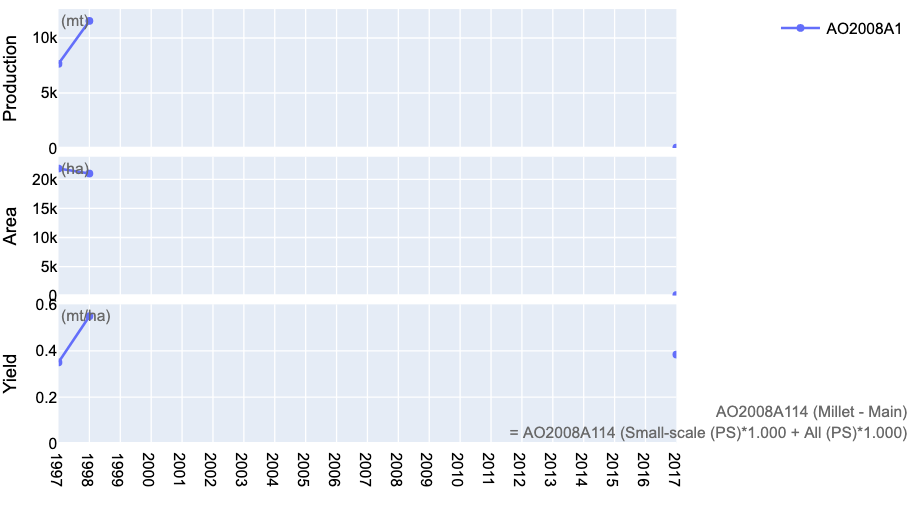 (mt)
10k
5k
0
Production
AO2008A1
(ha)
20k
15k
10k
5k
0
Area
0.6
(mt/ha)
0.4
0.2
0
Yield
AO2008A114 (Millet - Main)
= AO2008A114 (Small-scale (PS)*1.000 + All (PS)*1.000)
1997 1998 1999 2000 2001 2002 2003 2004 2005 2006 2007 2008 2009 2010 2011 2012 2013 2014 2015 2016 2017